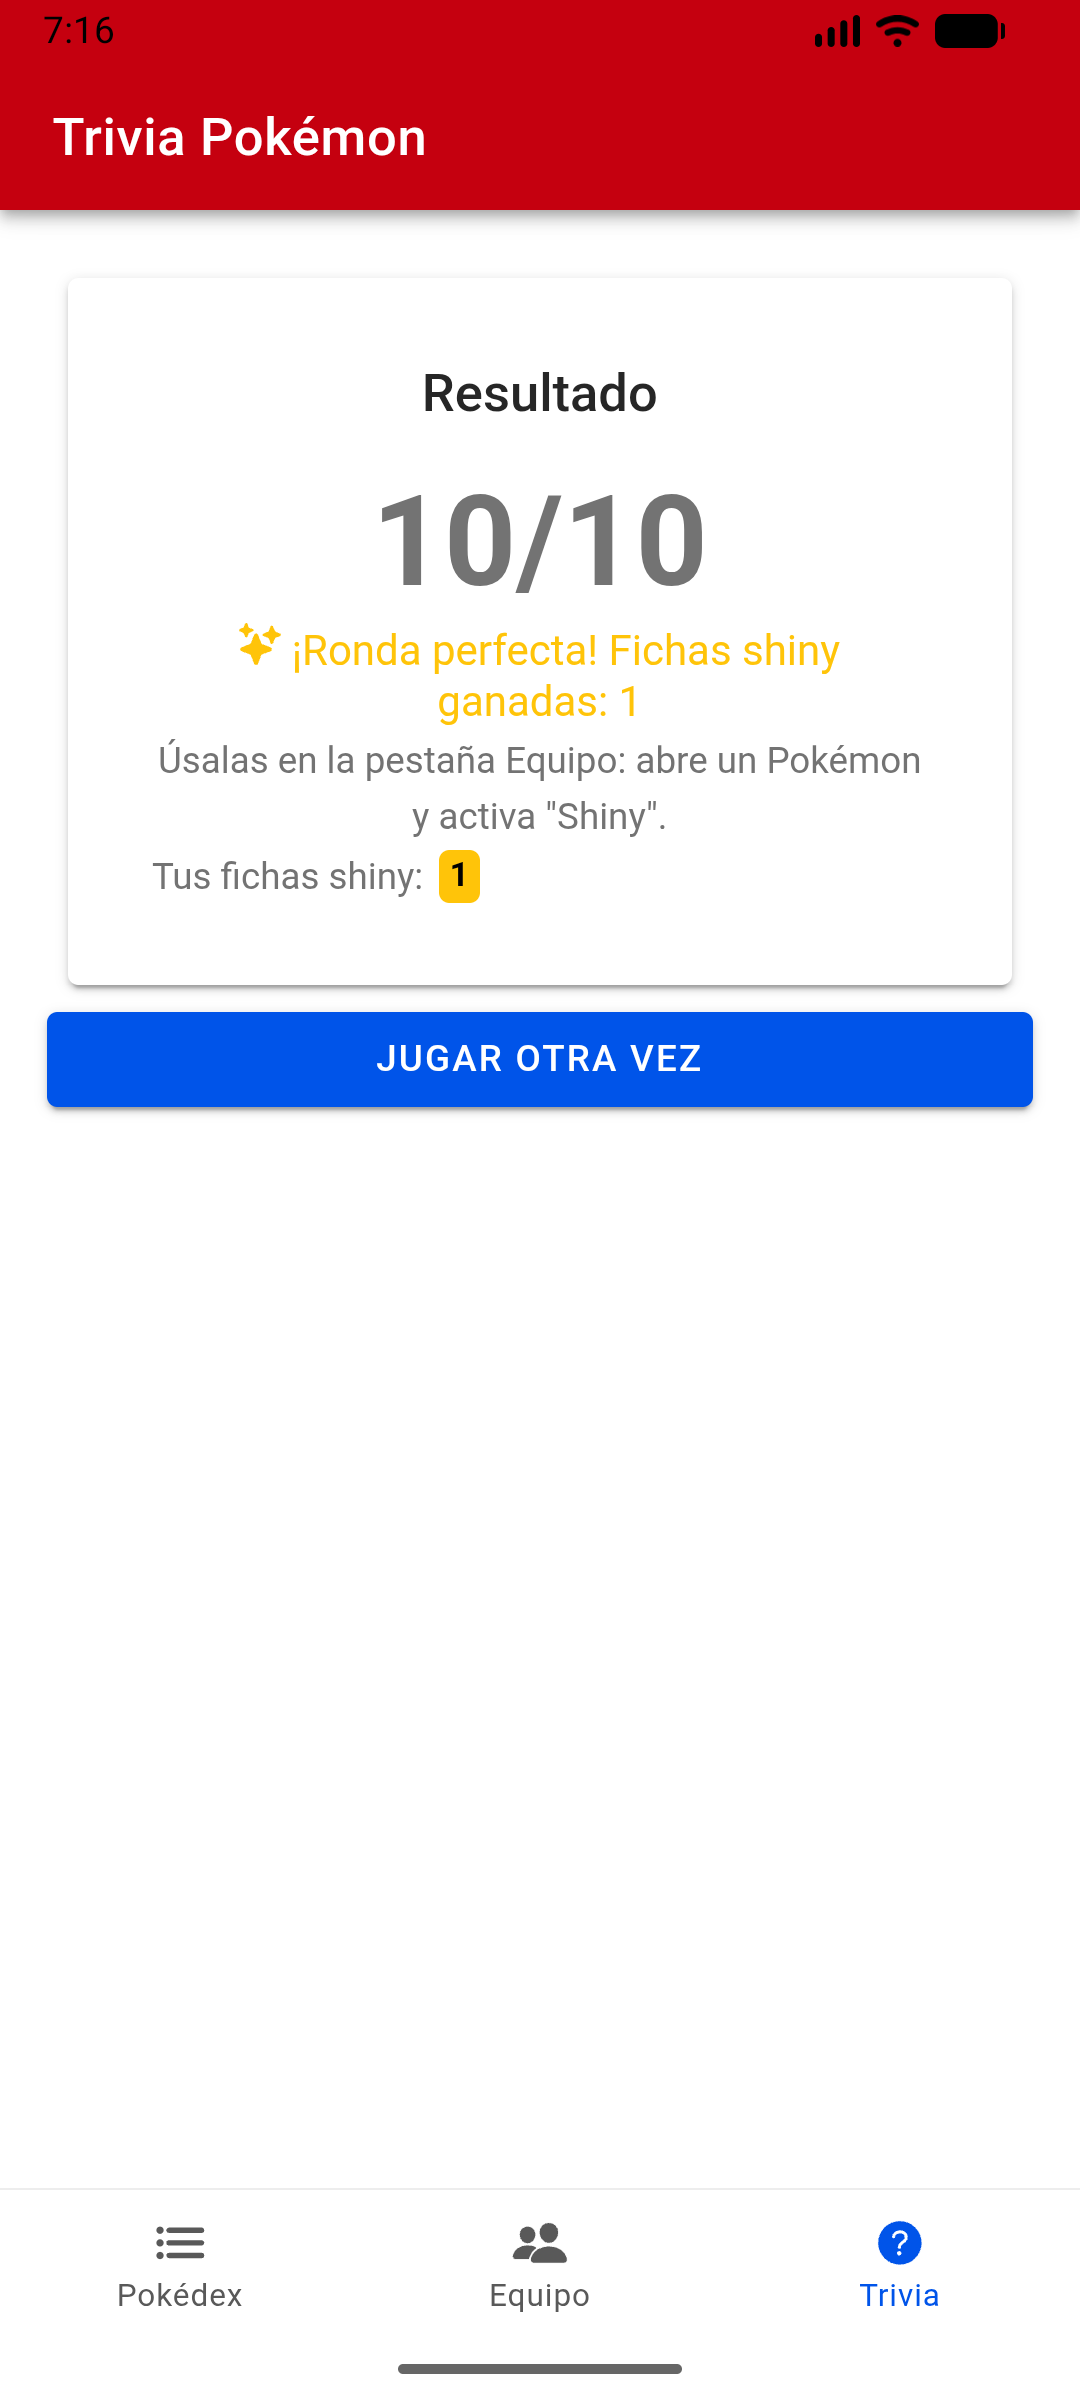 7:16
Trivia Pokémon
Resultado
10/10
¡Ronda perfecta! Fichas shiny
ganadas: 1
Úsalas en la pestaña Equipo: abre un Pokémon
y activa "Shiny".
Tus fichas shiny: 1
JUGAR OTRA VEZ
Pokédex
Equipo
Trivia